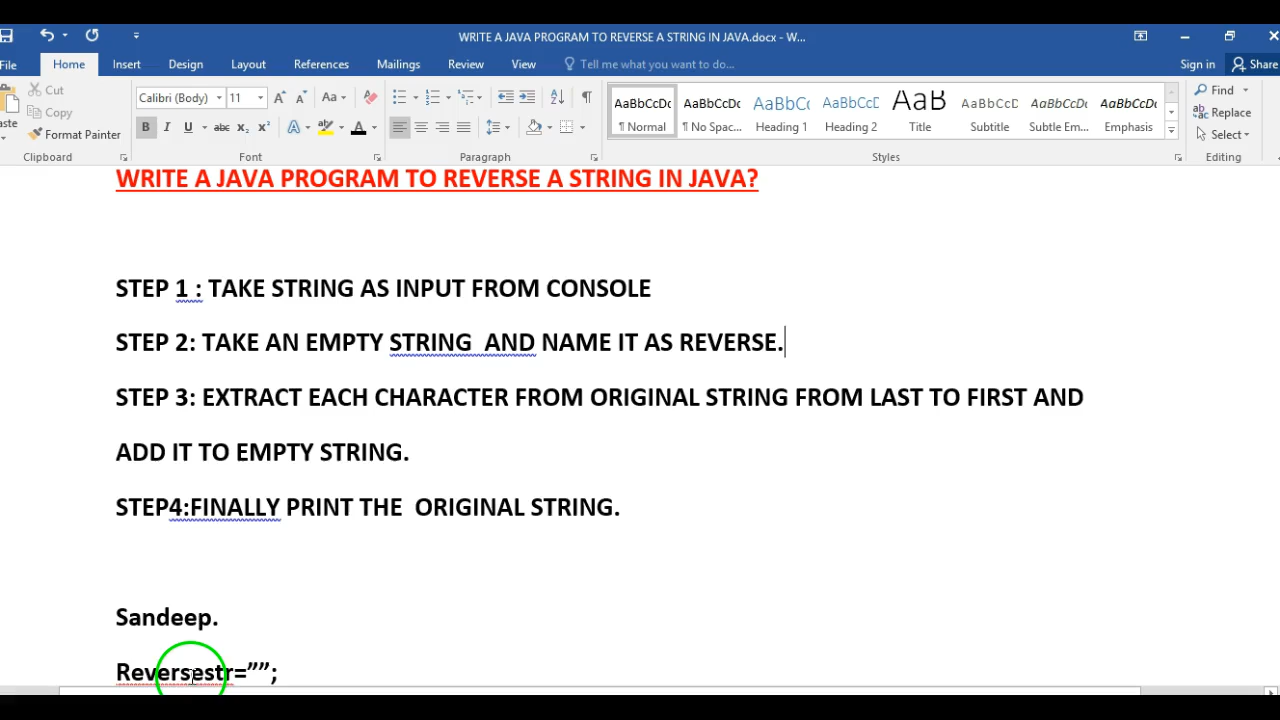 WRITE A JAVA PROGRAM TO REVERSE A STRING IN JAVA.docx - W...
File Home Insert Design Layout References Mailings Review View Tell me what you want to do... Sign in Share
Cut
Copy
Format Painter
Calibri (Body) 11
AaBbCcDc AaBbCcDc AaBbCc AaBbCcC AaB AaBbCcD AaBbCcDc AaBbCcDc
¶ Normal ¶ No Spac... Heading 1 Heading 2 Title Subtitle Subtle Em... Emphasis
Find
Replace
Select
Clipboard Font Paragraph Styles Editing
WRITE A JAVA PROGRAM TO REVERSE A STRING IN JAVA?
STEP 1 : TAKE STRING AS INPUT FROM CONSOLE
STEP 2: TAKE AN EMPTY STRING  AND NAME IT AS REVERSE.
STEP 3: EXTRACT EACH CHARACTER FROM ORIGINAL STRING FROM LAST TO FIRST AND
ADD IT TO EMPTY STRING.
STEP4:FINALLY PRINT THE  ORIGINAL STRING.
Sandeep.
Reversestr=””;